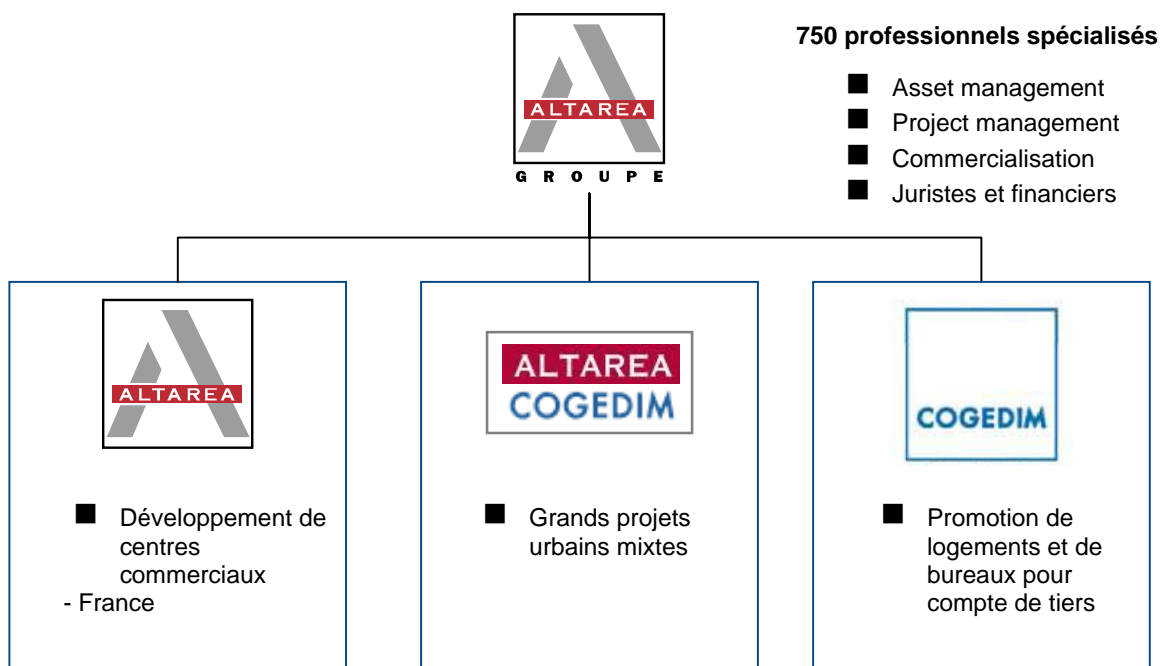 750 professionnels spécialisés
■ Asset management
■ Project management
■ Commercialisation
■ Juristes et financiers
ALTAREA
GROUPE
ALTAREA
■ Développement de
centres
commerciaux
- France
ALTAREA
COGEDIM
■ Grands projets
urbains mixtes
COGEDIM
■ Promotion de
logements et de
bureaux pour
compte de tiers